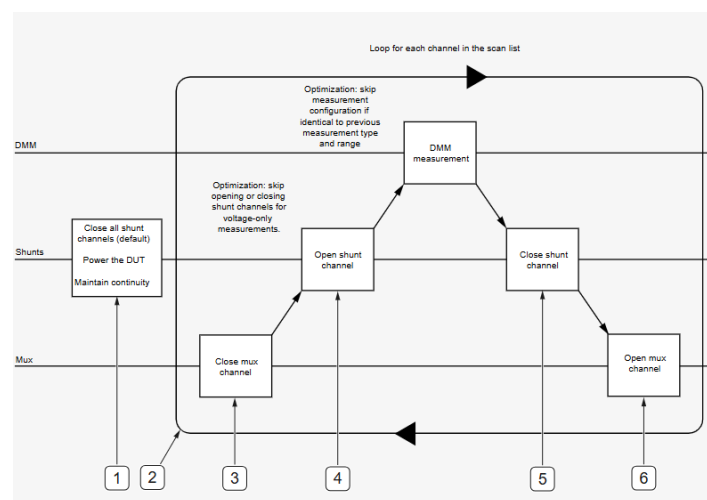 Loop for each channel in the scan list
Optimization: skip
measurement
configuration if
identical to previous
measurement type
and range
DMM
DMM
measurement
Optimization: skip
opening or closing
shunt channels for
voltage-only
measurements.
Close all shunt
channels (default)
Power the DUT
Maintain continuity
Shunts
Open shunt
channel
Close shunt
channel
Mux
Close mux
channel
Open mux
channel
1
2
3
4
5
6